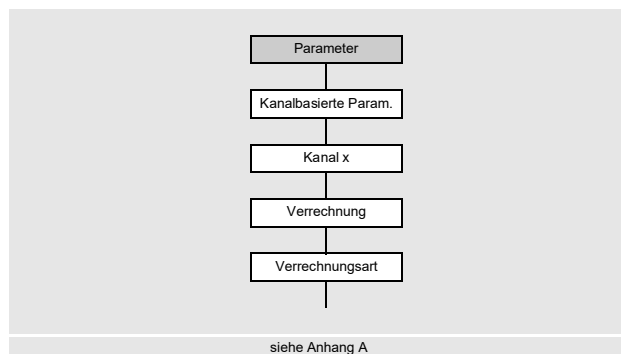 Parameter
Kanalbasierte Param.
Kanal x
Verrechnung
Verrechnungsart
siehe Anhang A